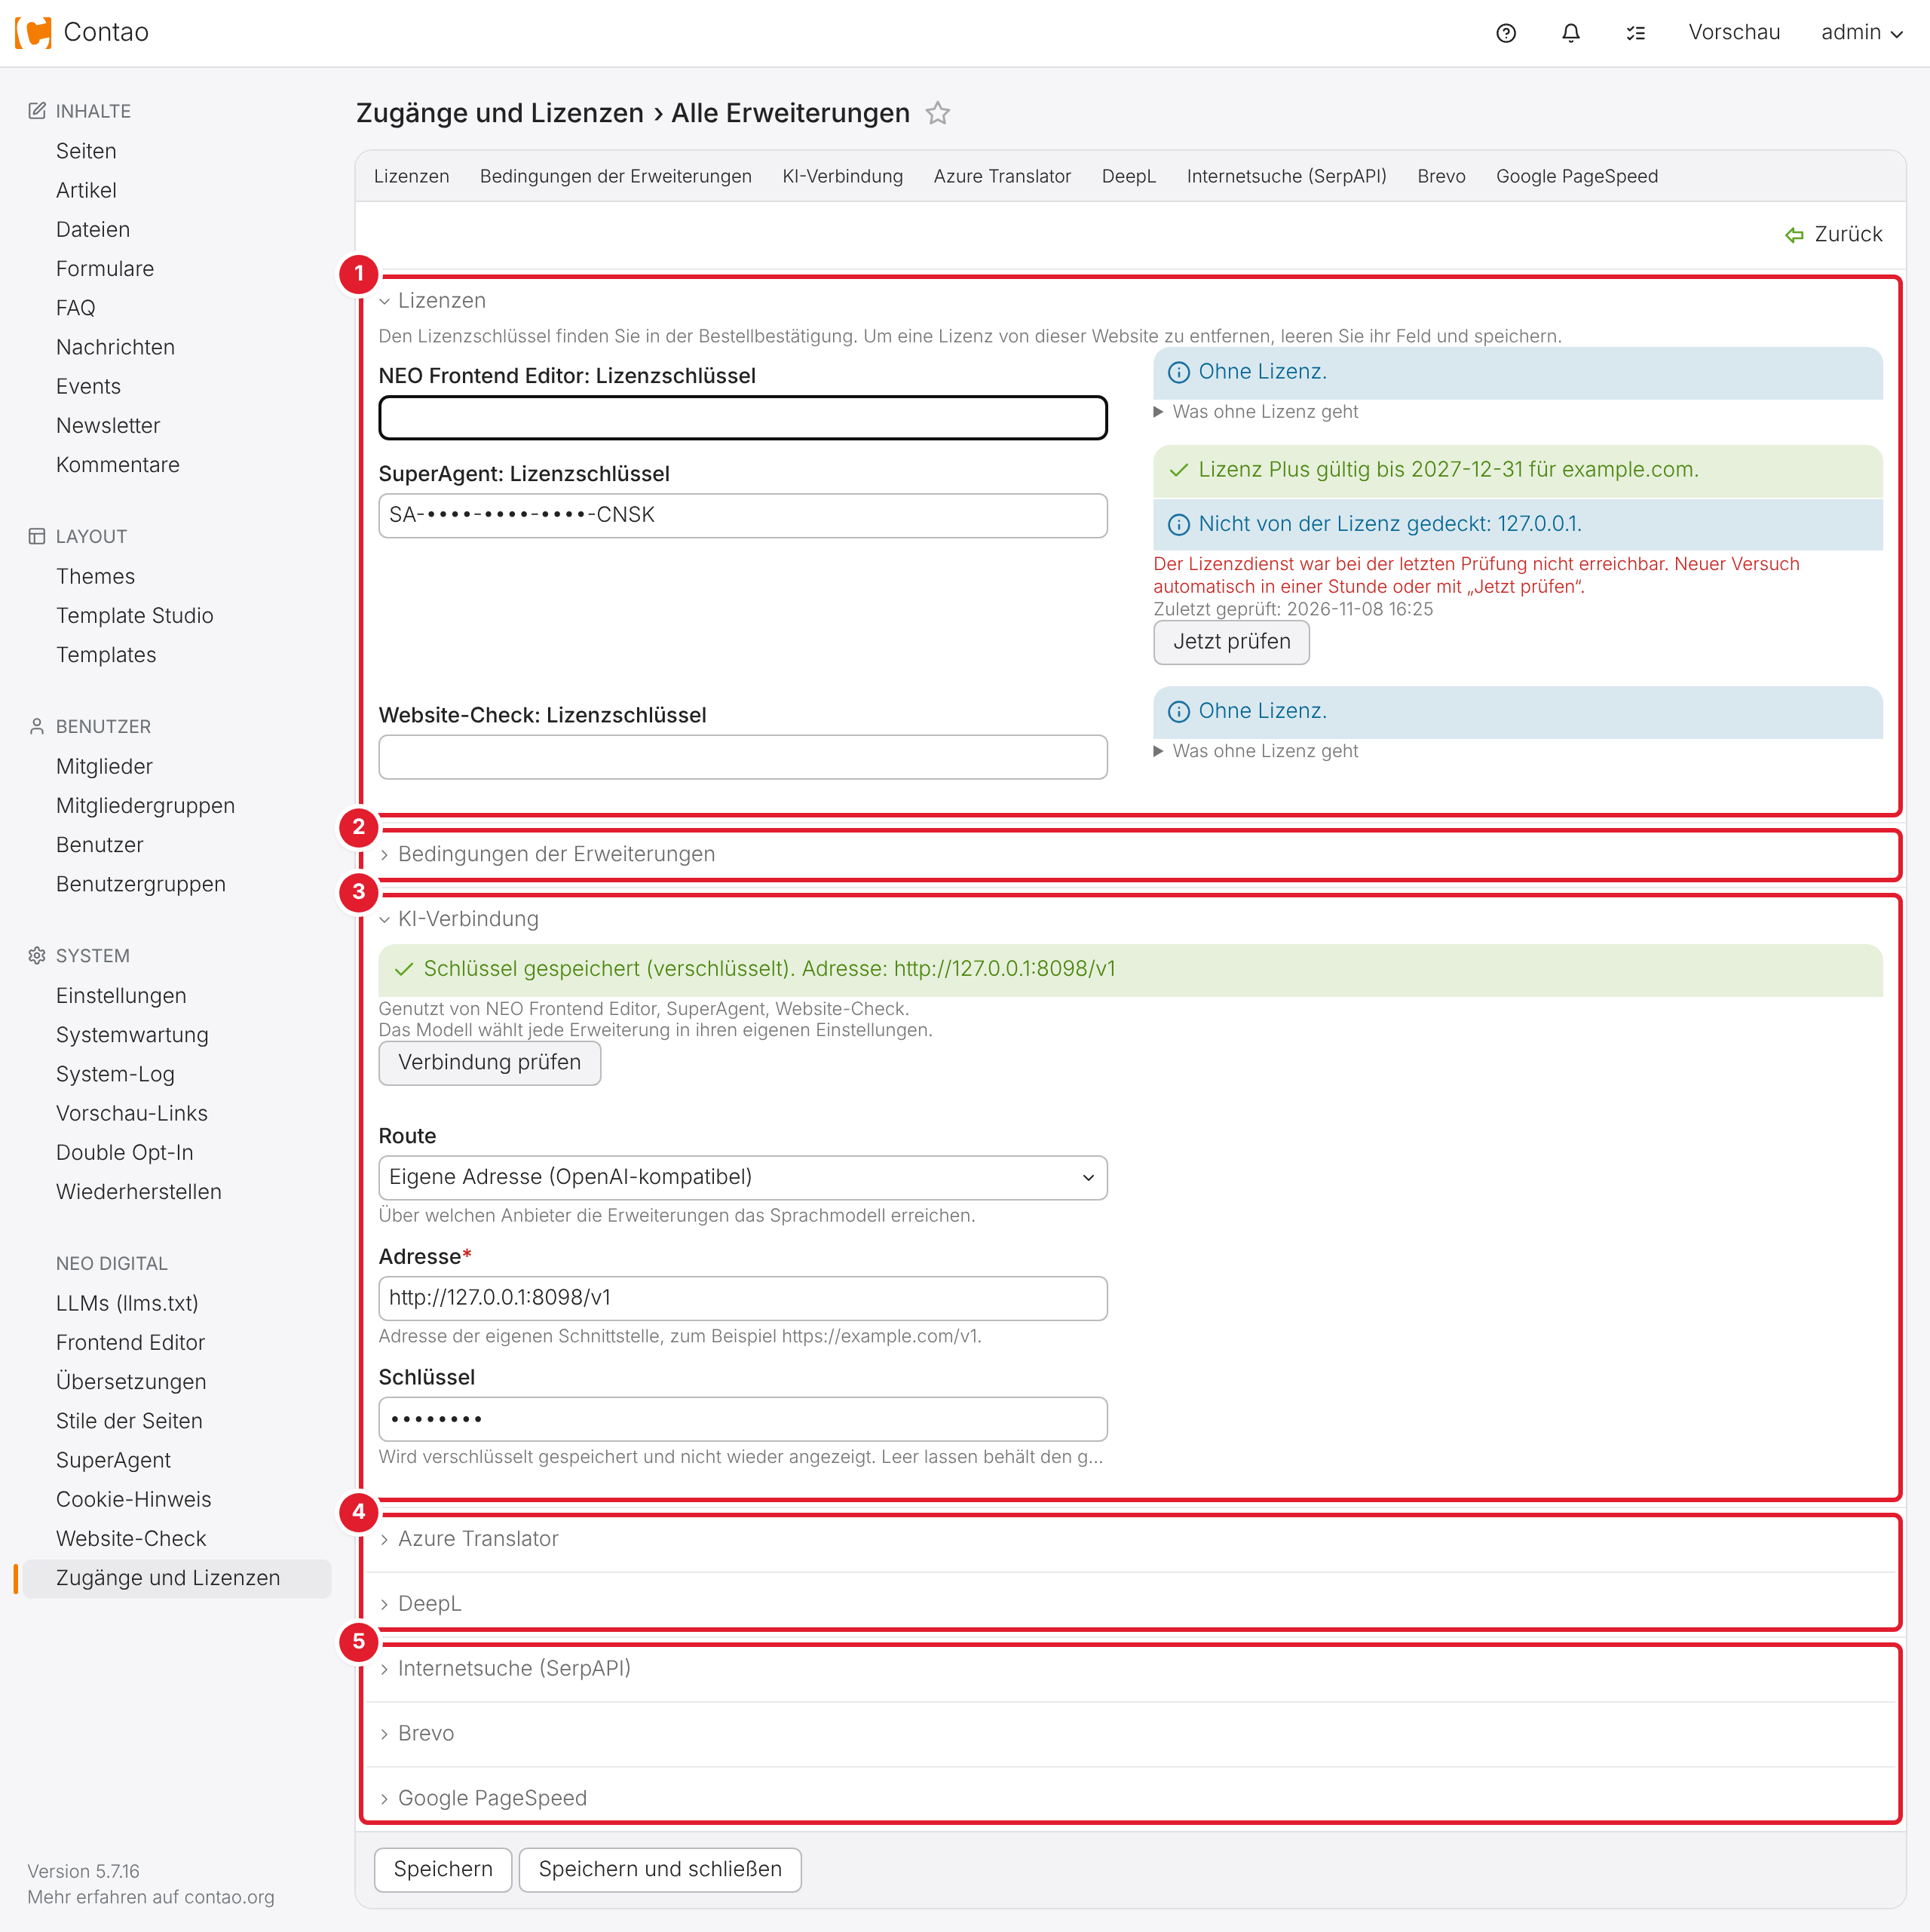 Contao
Vorschau
admin
INHALTE
Seiten
Artikel
Dateien
Formulare
FAQ
Nachrichten
Events
Newsletter
Kommentare
LAYOUT
Themes
Template Studio
Templates
BENUTZER
Mitglieder
Mitgliedergruppen
Benutzer
Benutzergruppen
SYSTEM
Einstellungen
Systemwartung
System-Log
Vorschau-Links
Double Opt-In
Wiederherstellen
NEO DIGITAL
LLMs (llms.txt)
Frontend Editor
Übersetzungen
Stile der Seiten
SuperAgent
Cookie-Hinweis
Website-Check
Zugänge und Lizenzen
Version 5.7.16
Mehr erfahren auf contao.org
Zugänge und Lizenzen › Alle Erweiterungen
Lizenzen Bedingungen der Erweiterungen KI-Verbindung Azure Translator DeepL Internetsuche (SerpAPI) Brevo Google PageSpeed
Zurück
1
Lizenzen
Den Lizenzschlüssel finden Sie in der Bestellbestätigung. Um eine Lizenz von dieser Website zu entfernen, leeren Sie ihr Feld und speichern.
NEO Frontend Editor: Lizenzschlüssel
Ohne Lizenz.
Was ohne Lizenz geht
SuperAgent: Lizenzschlüssel
SA-••••-••••-••••-CNSK
Lizenz Plus gültig bis 2027-12-31 für example.com.
Nicht von der Lizenz gedeckt: 127.0.0.1.
Der Lizenzdienst war bei der letzten Prüfung nicht erreichbar. Neuer Versuch
automatisch in einer Stunde oder mit „Jetzt prüfen“.
Zuletzt geprüft: 2026-11-08 16:25
Jetzt prüfen
Website-Check: Lizenzschlüssel
Ohne Lizenz.
Was ohne Lizenz geht
2
Bedingungen der Erweiterungen
3
KI-Verbindung
Schlüssel gespeichert (verschlüsselt). Adresse: http://127.0.0.1:8098/v1
Genutzt von NEO Frontend Editor, SuperAgent, Website-Check.
Das Modell wählt jede Erweiterung in ihren eigenen Einstellungen.
Verbindung prüfen
Route
Eigene Adresse (OpenAI-kompatibel)
Über welchen Anbieter die Erweiterungen das Sprachmodell erreichen.
Adresse*
http://127.0.0.1:8098/v1
Adresse der eigenen Schnittstelle, zum Beispiel https://example.com/v1.
Schlüssel
••••••••
Wird verschlüsselt gespeichert und nicht wieder angezeigt. Leer lassen behält den g...
4
Azure Translator
DeepL
5
Internetsuche (SerpAPI)
Brevo
Google PageSpeed
Speichern
Speichern und schließen